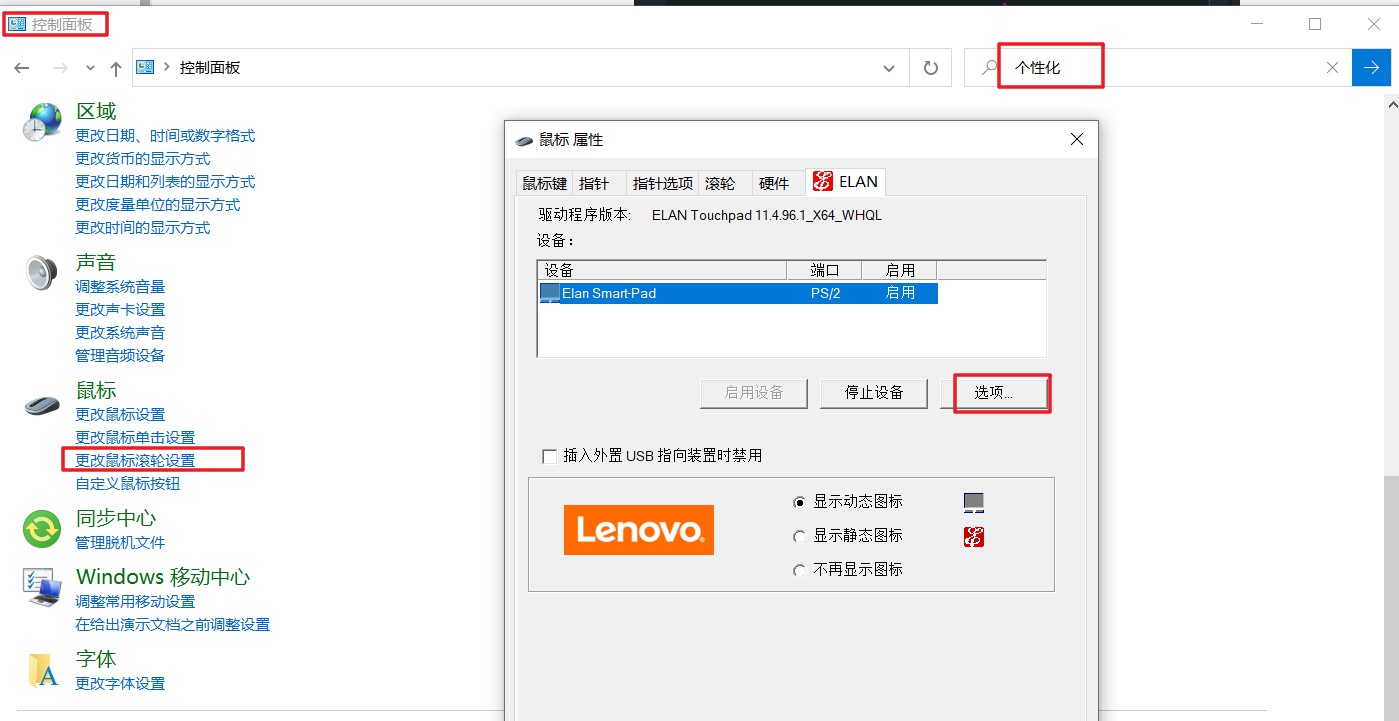 控制面板
控制面板
个性化
区域
更改日期、时间或数字格式
更改货币的显示方式
更改日期和列表的显示方式
更改度量单位的显示方式
更改时间的显示方式
声音
调整系统音量
更改声卡设置
更改系统声音
管理音频设备
鼠标
更改鼠标设置
更改鼠标单击设置
更改鼠标滚轮设置
自定义鼠标按钮
同步中心
管理脱机文件
Windows 移动中心
调整常用移动设置
在给出演示文档之前调整设置
字体
更改字体设置
鼠标 属性
鼠标键 指针 指针选项 滚轮 硬件 ELAN
驱动程序版本: ELAN Touchpad 11.4.96.1_X64_WHQL
设备：
设备 端口 启用
Elan Smart-Pad PS/2 启用
启用设备 停止设备 选项...
插入外置 USB 指向装置时禁用
Lenovo.
显示动态图标
显示静态图标
不再显示图标